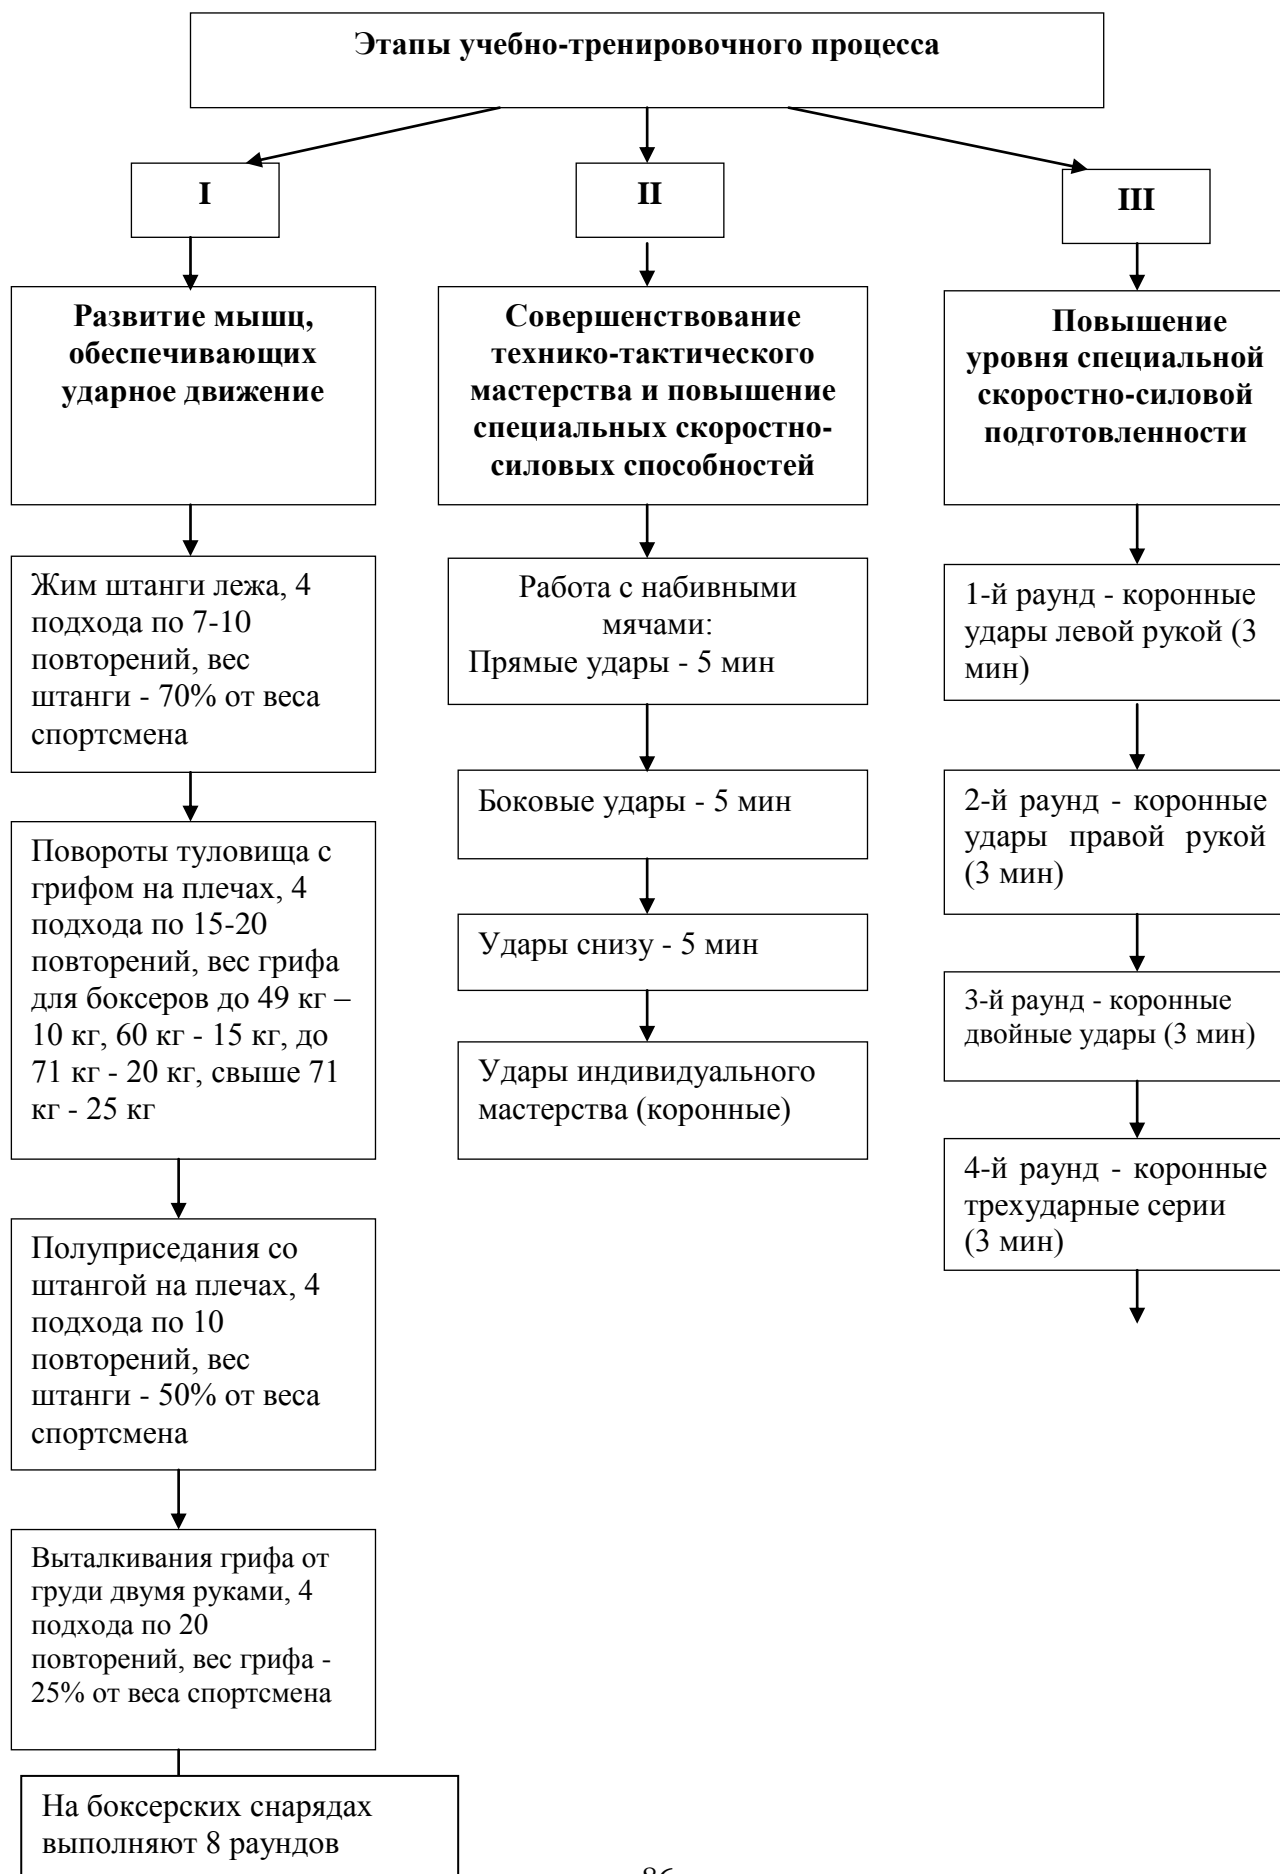 Этапы учебно-тренировочного процесса
I
II
III
Развитие мышц,
обеспечивающих
ударное движение
Жим штанги лежа, 4
подхода по 7-10
повторений, вес
штанги - 70% от веса
спортсмена
Повороты туловища с
грифом на плечах, 4
подхода по 15-20
повторений, вес грифа
для боксеров до 49 кг –
10 кг, 60 кг - 15 кг, до
71 кг - 20 кг, свыше 71
кг - 25 кг
Полуприседания со
штангой на плечах, 4
подхода по 10
повторений, вес
штанги - 50% от веса
спортсмена
Выталкивания грифа от
груди двумя руками, 4
подхода по 20
повторений, вес грифа -
25% от веса спортсмена
На боксерских снарядах
выполняют 8 раундов
Совершенствование
технико-тактического
мастерства и повышение
специальных скоростно-
силовых способностей
Работа с набивными
мячами:
Прямые удары - 5 мин
Боковые удары - 5 мин
Удары снизу - 5 мин
Удары индивидуального
мастерства (коронные)
Повышение
уровня специальной
скоростно-силовой
подготовленности
1-й раунд - коронные
удары левой рукой (3
мин)
2-й раунд - коронные
удары правой рукой
(3 мин)
3-й раунд - коронные
двойные удары (3 мин)
4-й раунд - коронные
трехударные серии
(3 мин)
86